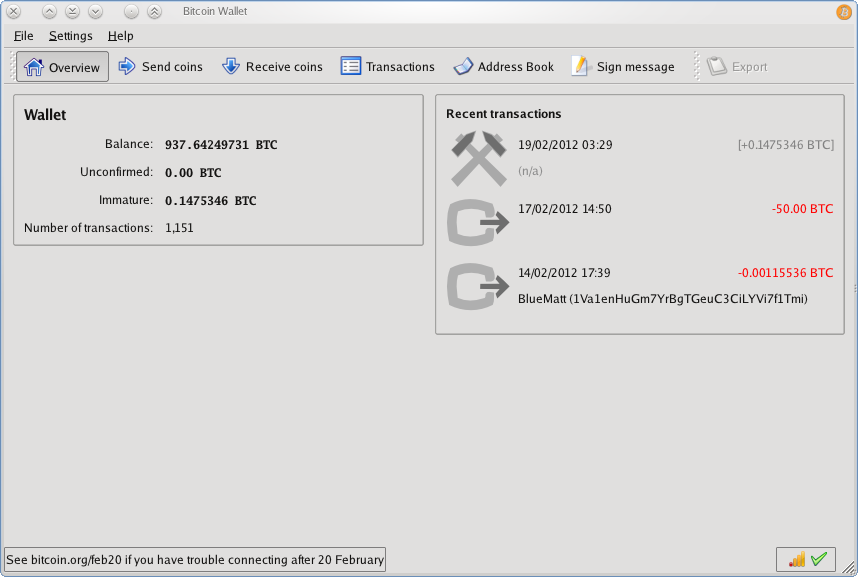 Bitcoin Wallet
File Settings Help
Overview Send coins Receive coins Transactions Address Book Sign message Export
Wallet
Balance: 937.64249731 BTC
Unconfirmed: 0.00 BTC
Immature: 0.1475346 BTC
Number of transactions: 1,151
Recent transactions
19/02/2012 03:29 [+0.1475346 BTC]
(n/a)
17/02/2012 14:50 -50.00 BTC
14/02/2012 17:39 -0.00115536 BTC
BlueMatt (1Va1enHuGm7YrBgTGeuC3CiLYVi7f1Tmi)
See bitcoin.org/feb20 if you have trouble connecting after 20 February